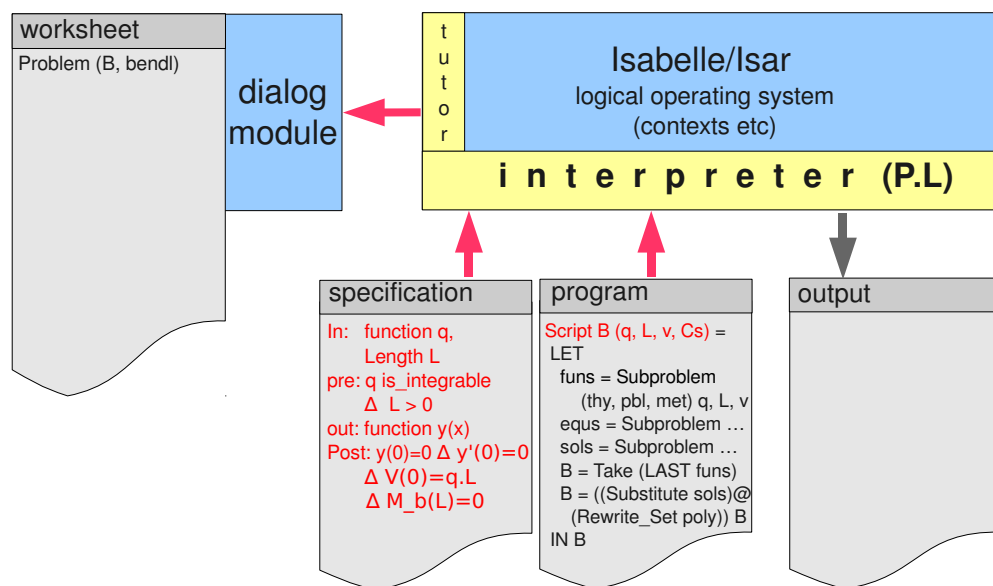 worksheet
Problem (B, bendl)
dialog
module
tutor
Isabelle/Isar
logical operating system
(contexts etc)
interpreter (P.L)
specification
In: function q,
Length L
pre: q is_integrable
Δ L > 0
out: function y(x)
Post: y(0)=0 Δ y'(0)=0
Δ V(0)=q.L
Δ M_b(L)=0
program
Script B (q, L, v, Cs) =
LET
funs = Subproblem
(thy, pbl, met) q, L, v
equs = Subproblem …
sols = Subproblem …
B = Take (LAST funs)
B = ((Substitute sols)@
(Rewrite_Set poly)) B
IN B
output